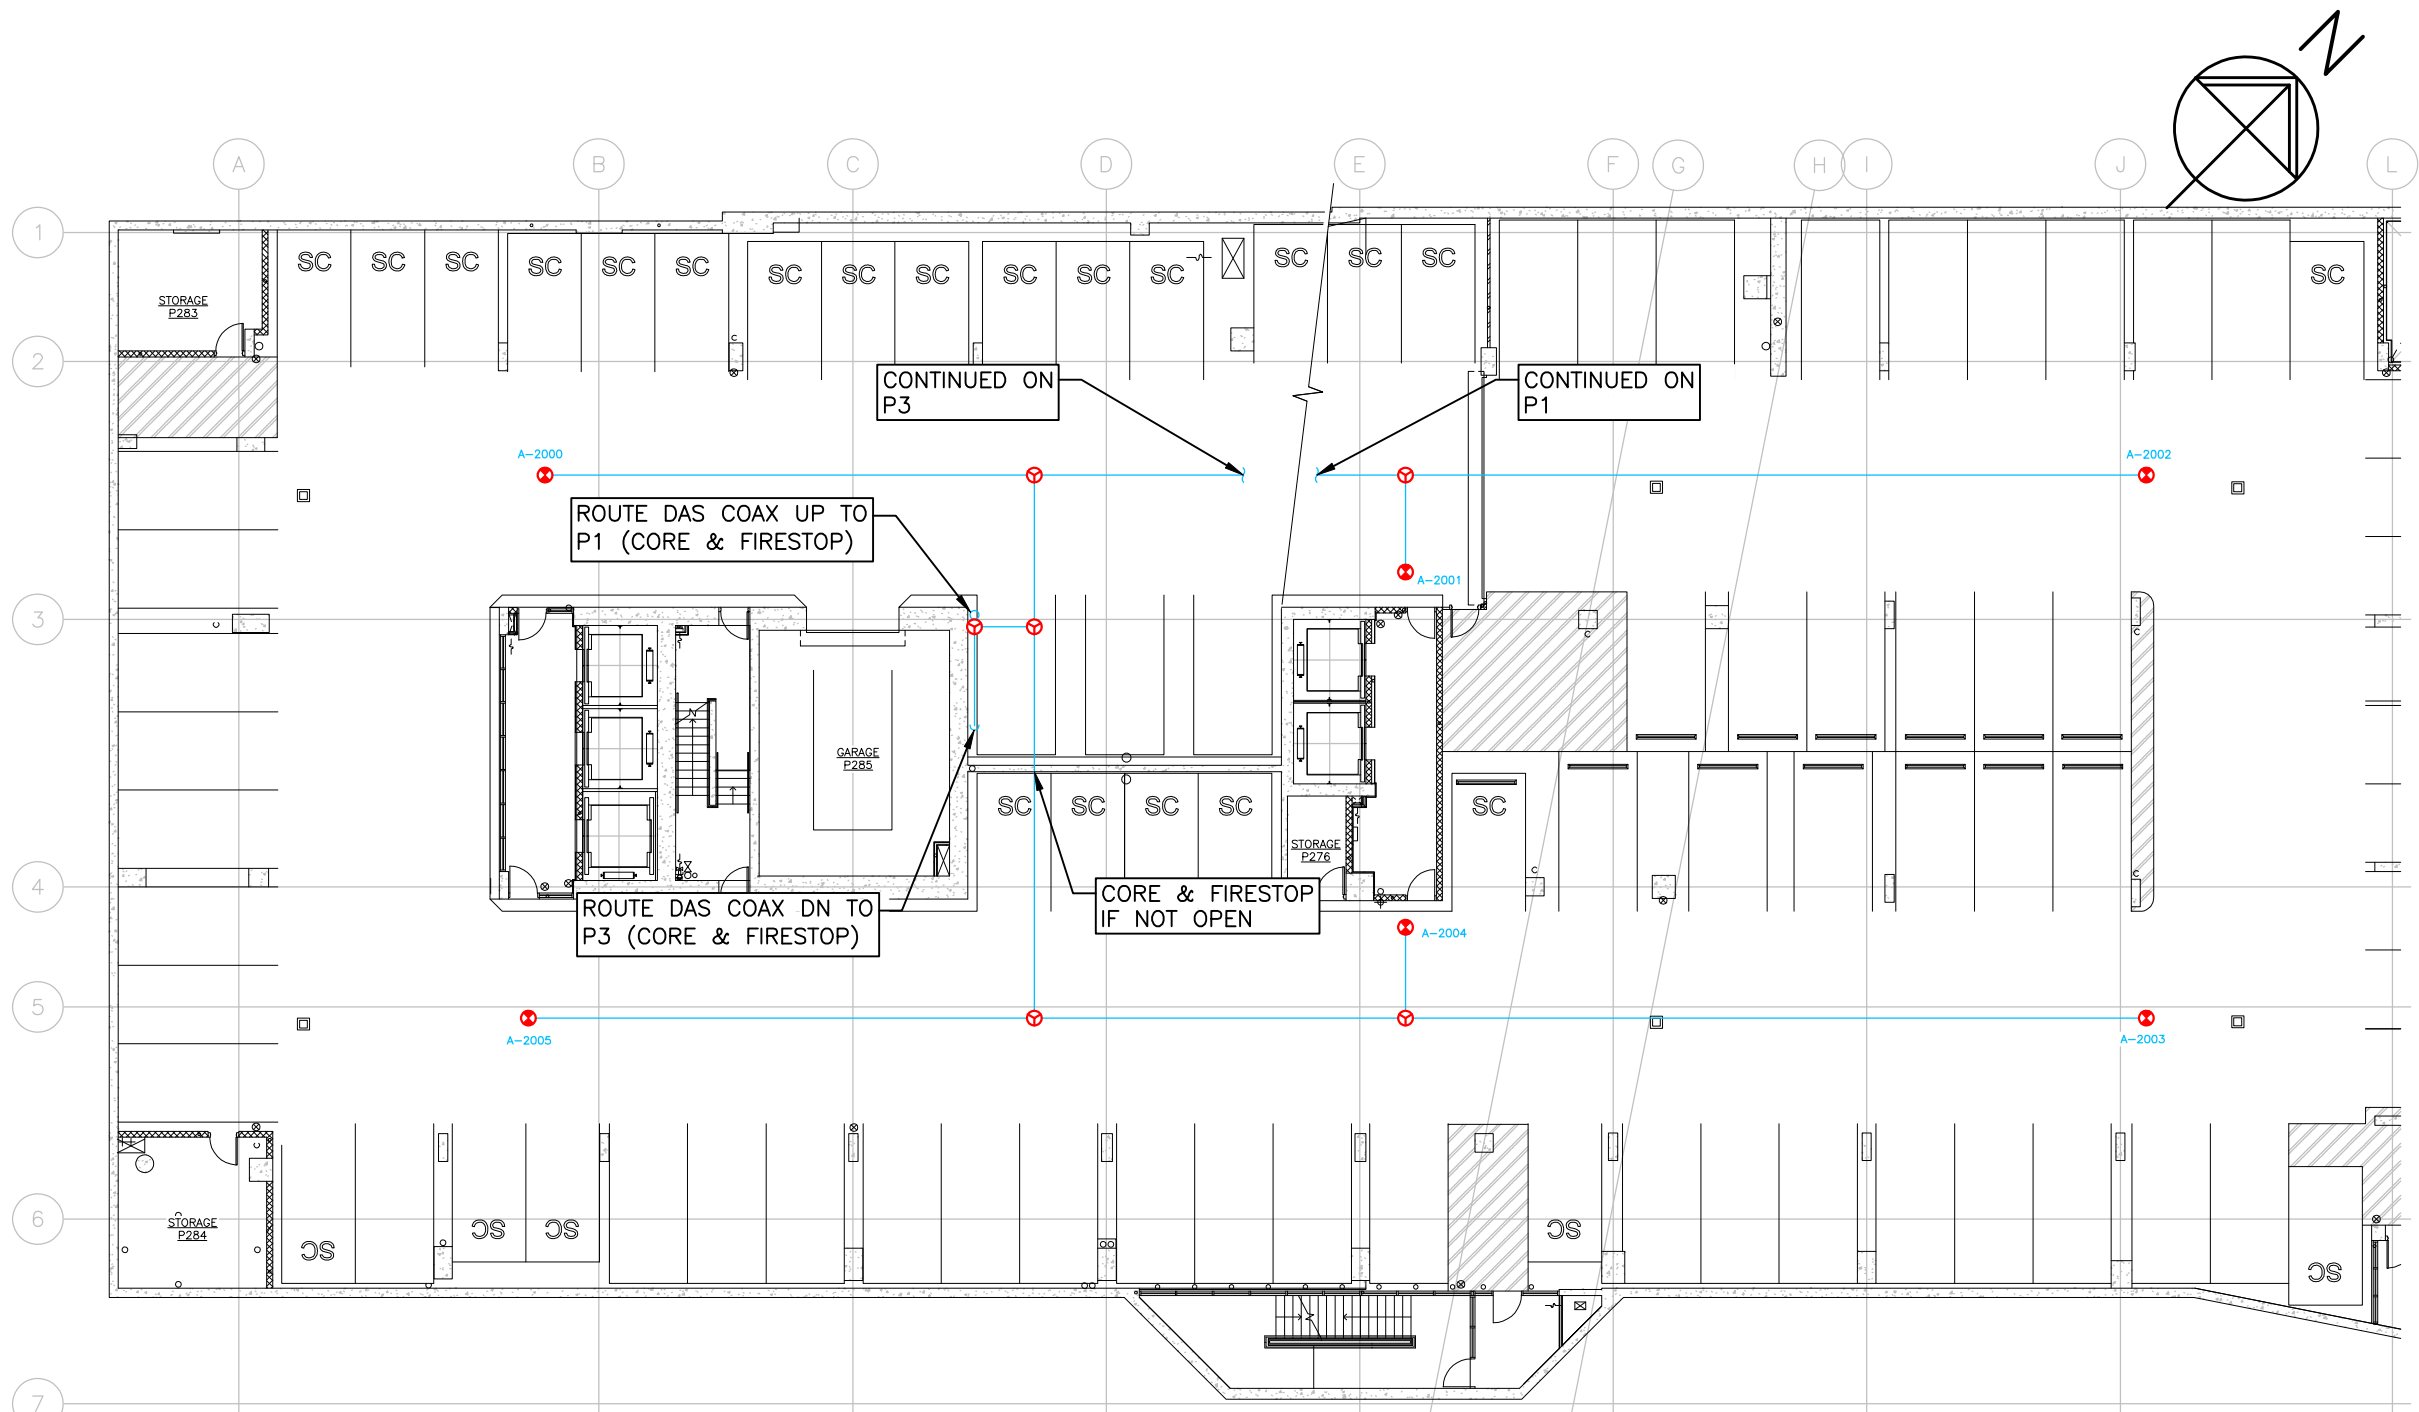 N
A B C D E F G H I J L
1
SC SC SC SC SC SC SC SC SC SC SC SC SC SC SC SC
STORAGE
P283
2
CONTINUED ON
P3
CONTINUED ON
P1
A-2000
A-2002
ROUTE DAS COAX UP TO
P1 (CORE & FIRESTOP)
A-2001
3
GARAGE
P285
SC SC SC SC SC
STORAGE
P276
4
ROUTE DAS COAX DN TO
P3 (CORE & FIRESTOP)
CORE & FIRESTOP
IF NOT OPEN
A-2004
5
A-2005
A-2003
6
STORAGE
P284
SC SC SC SC SC
7